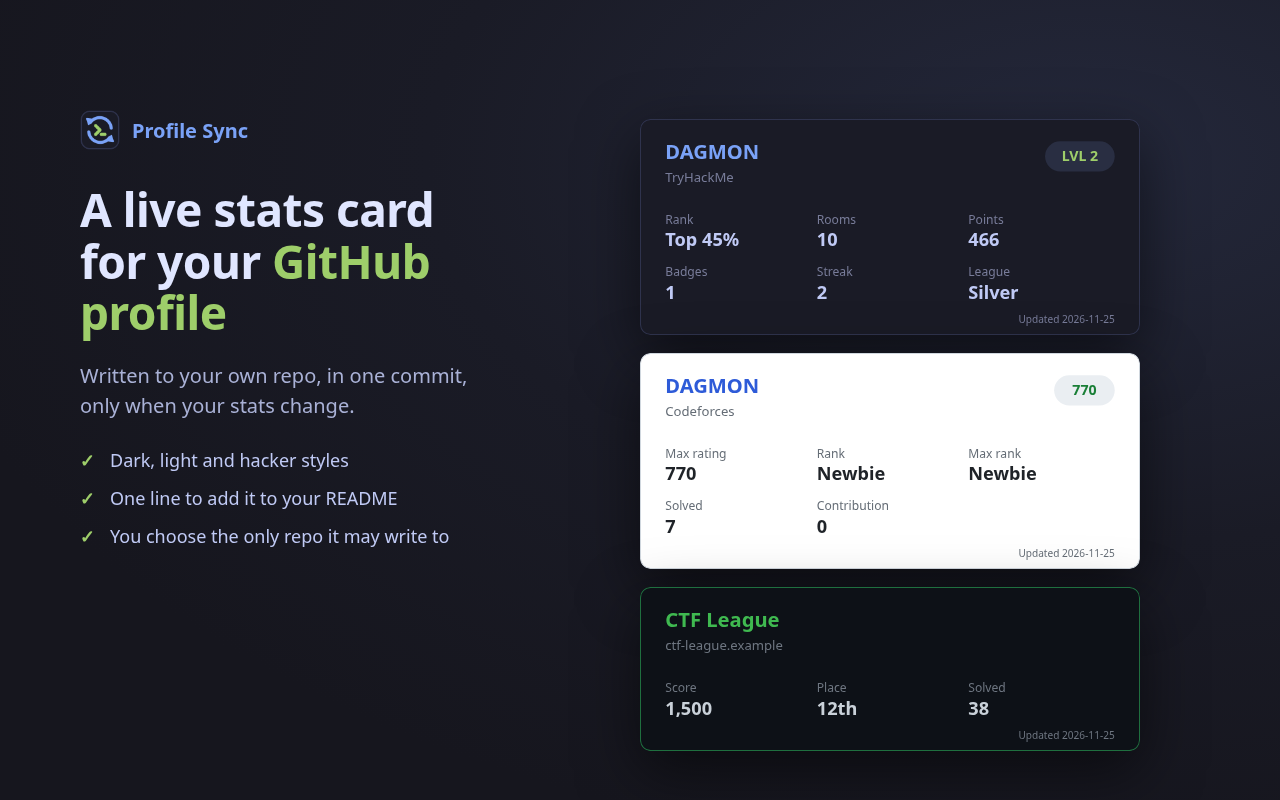 Profile Sync
A live stats card
for your GitHub
profile
Written to your own repo, in one commit,
only when your stats change.
✓ Dark, light and hacker styles
✓ One line to add it to your README
✓ You choose the only repo it may write to
DAGMON
LVL 2
TryHackMe
Rank Rooms Points
Top 45% 10 466
Badges Streak League
1 2 Silver
Updated 2026-11-25
DAGMON
770
Codeforces
Max rating Rank Max rank
770 Newbie Newbie
Solved Contribution
7 0
Updated 2026-11-25
CTF League
ctf-league.example
Score Place Solved
1,500 12th 38
Updated 2026-11-25